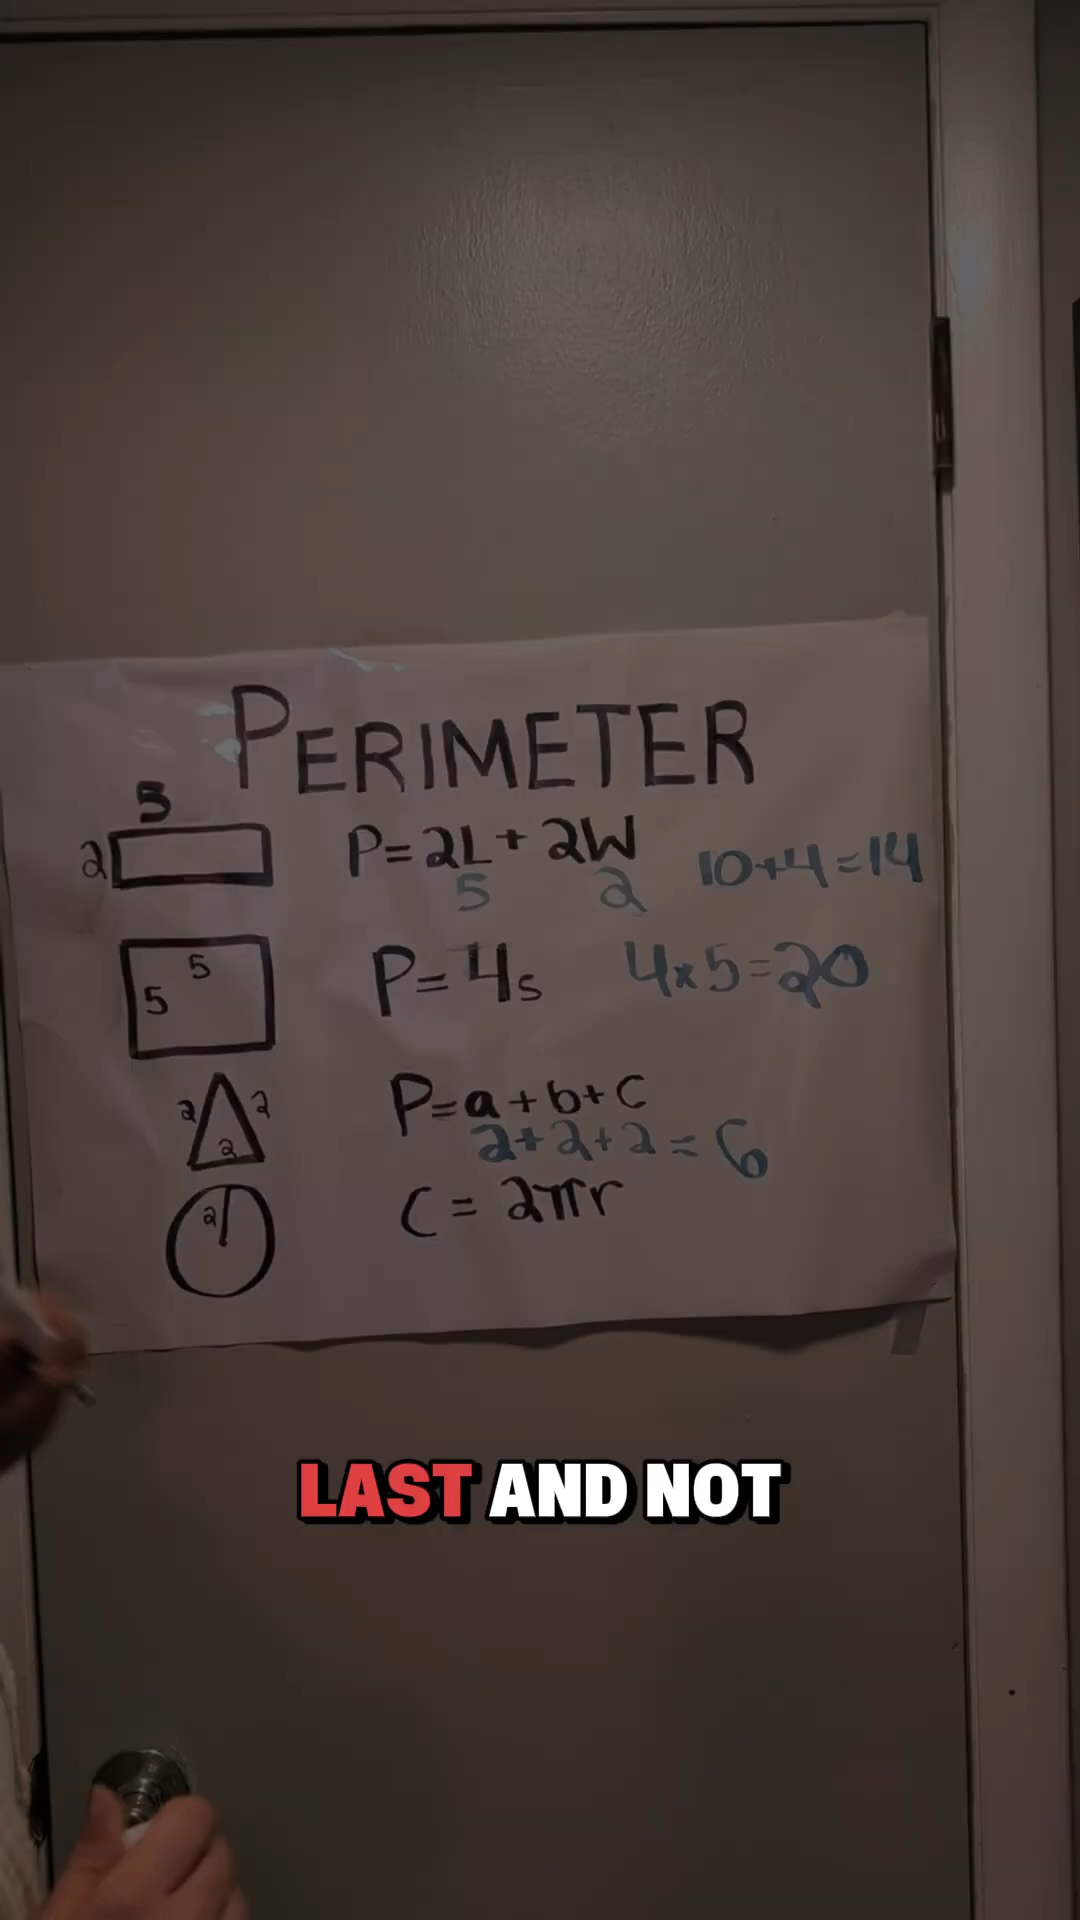 PERIMETER
5
2
P=2L+2W
5 2
10+4=14
5
5
P=4s
4x5=20
2 2
2
P=a+b+c
2+2+2=6
2
C=2πr
LAST AND NOT